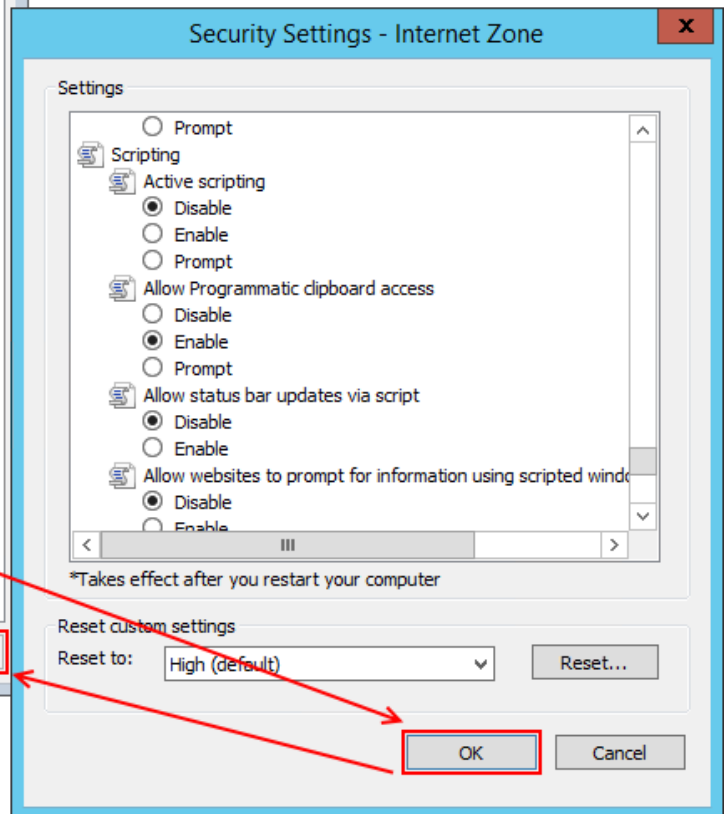 Security Settings - Internet Zone
x
Settings
Prompt
Scripting
Active scripting
Disable
Enable
Prompt
Allow Programmatic clipboard access
Disable
Enable
Prompt
Allow status bar updates via script
Disable
Enable
Allow websites to prompt for information using scripted windo
Disable
Enable
*Takes effect after you restart your computer
Reset custom settings
Reset to: High (default) Reset...
OK Cancel